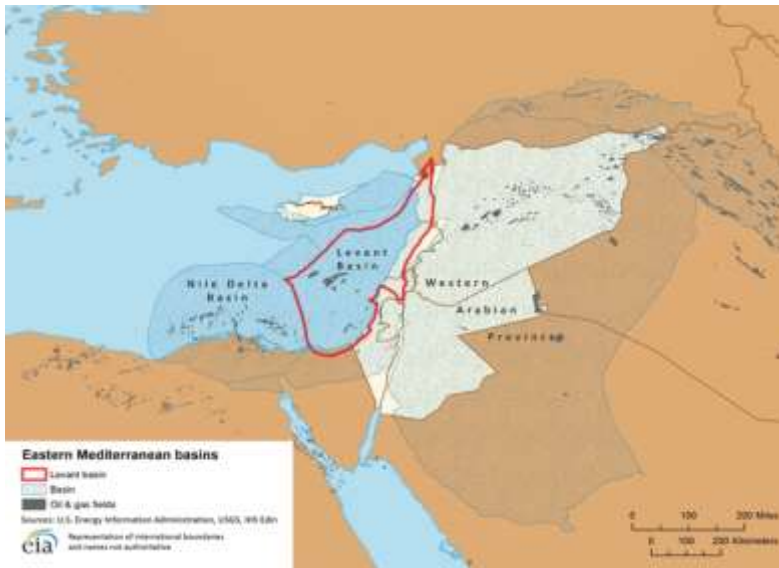 Levant
Basin
Nile Delta
Basin
Western
Arabian
Province
Eastern Mediterranean basins
Levant basin
Basin
Oil & gas fields
Sources: U.S. Energy Information Administration, USGS, IHS Edin
eia
Representation of international boundaries
and names not authoritative
0 100 200 Miles
0 100 200 Kilometers